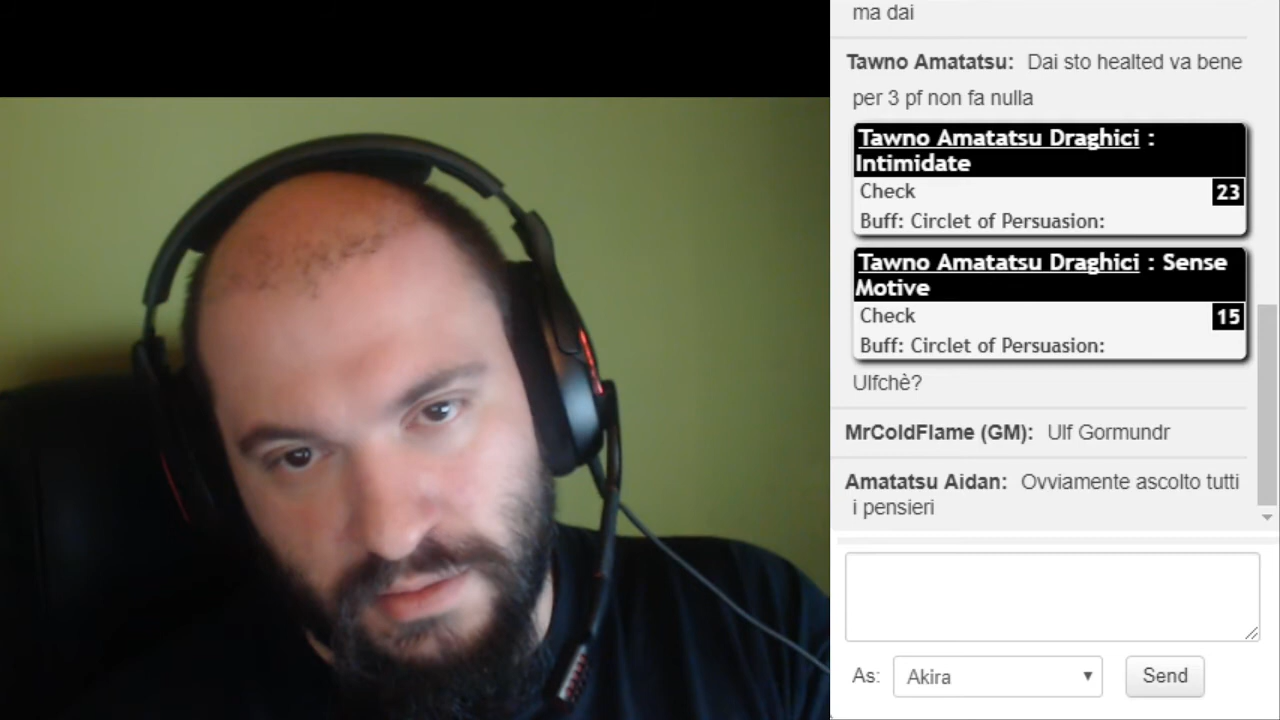 ma dai
Tawno Amatatsu: Dai sto healted va bene
per 3 pf non fa nulla
Tawno Amatatsu Draghici :
Intimidate
Check 23
Buff: Circlet of Persuasion:
Tawno Amatatsu Draghici : Sense
Motive
Check 15
Buff: Circlet of Persuasion:
Ulfchè?
MrColdFlame (GM): Ulf Gormundr
Amatatsu Aidan: Ovviamente ascolto tutti
i pensieri
As: Akira Send